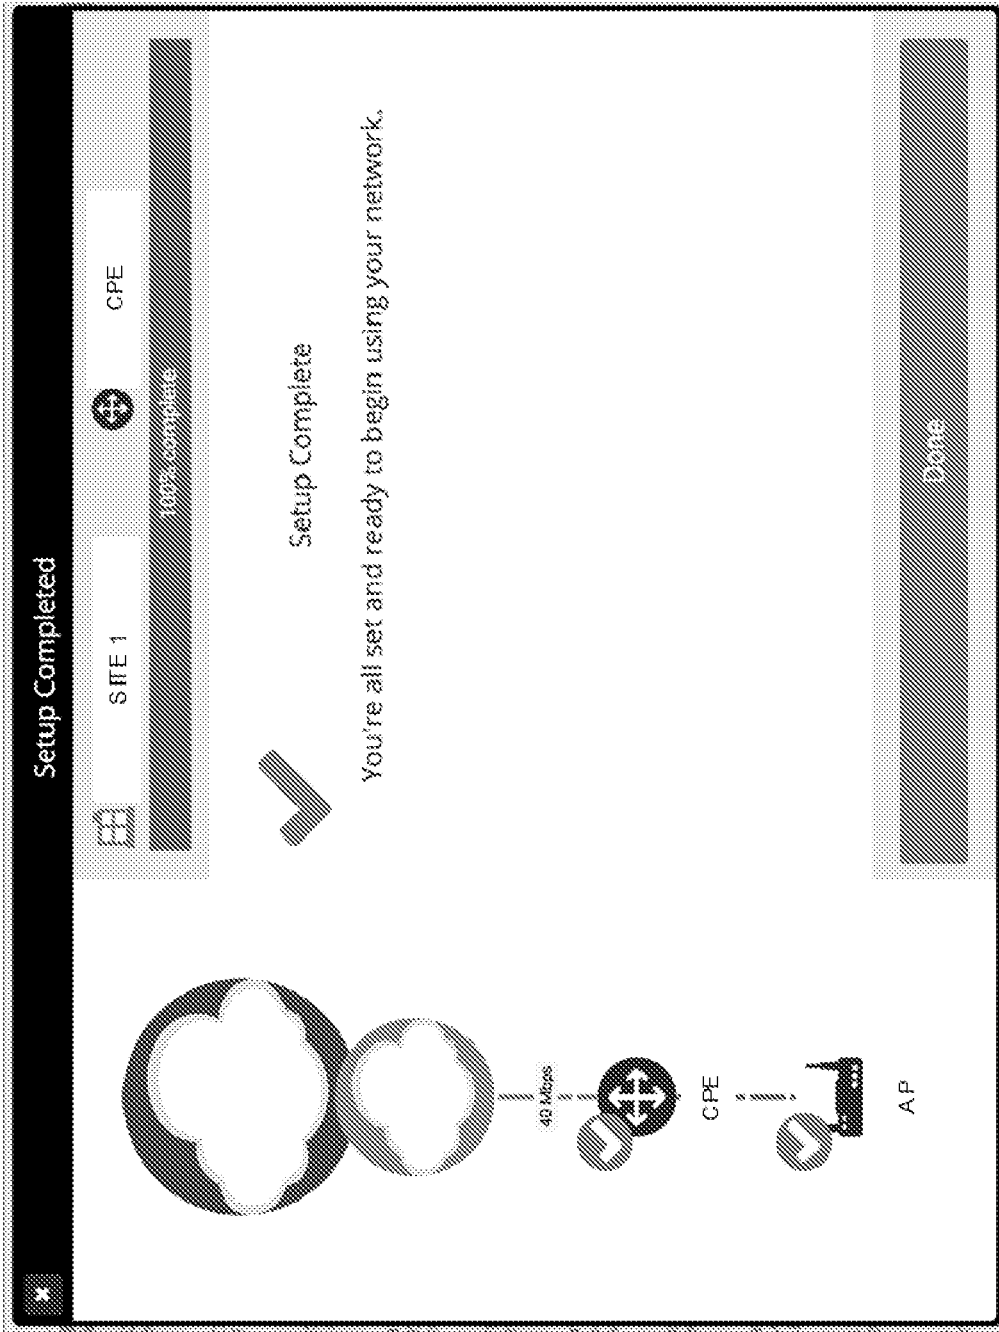 Setup Completed
SITE 1
CPE
100% complete
Setup Complete
You're all set and ready to begin using your network.
Done
40 Mbps
CPE
AP